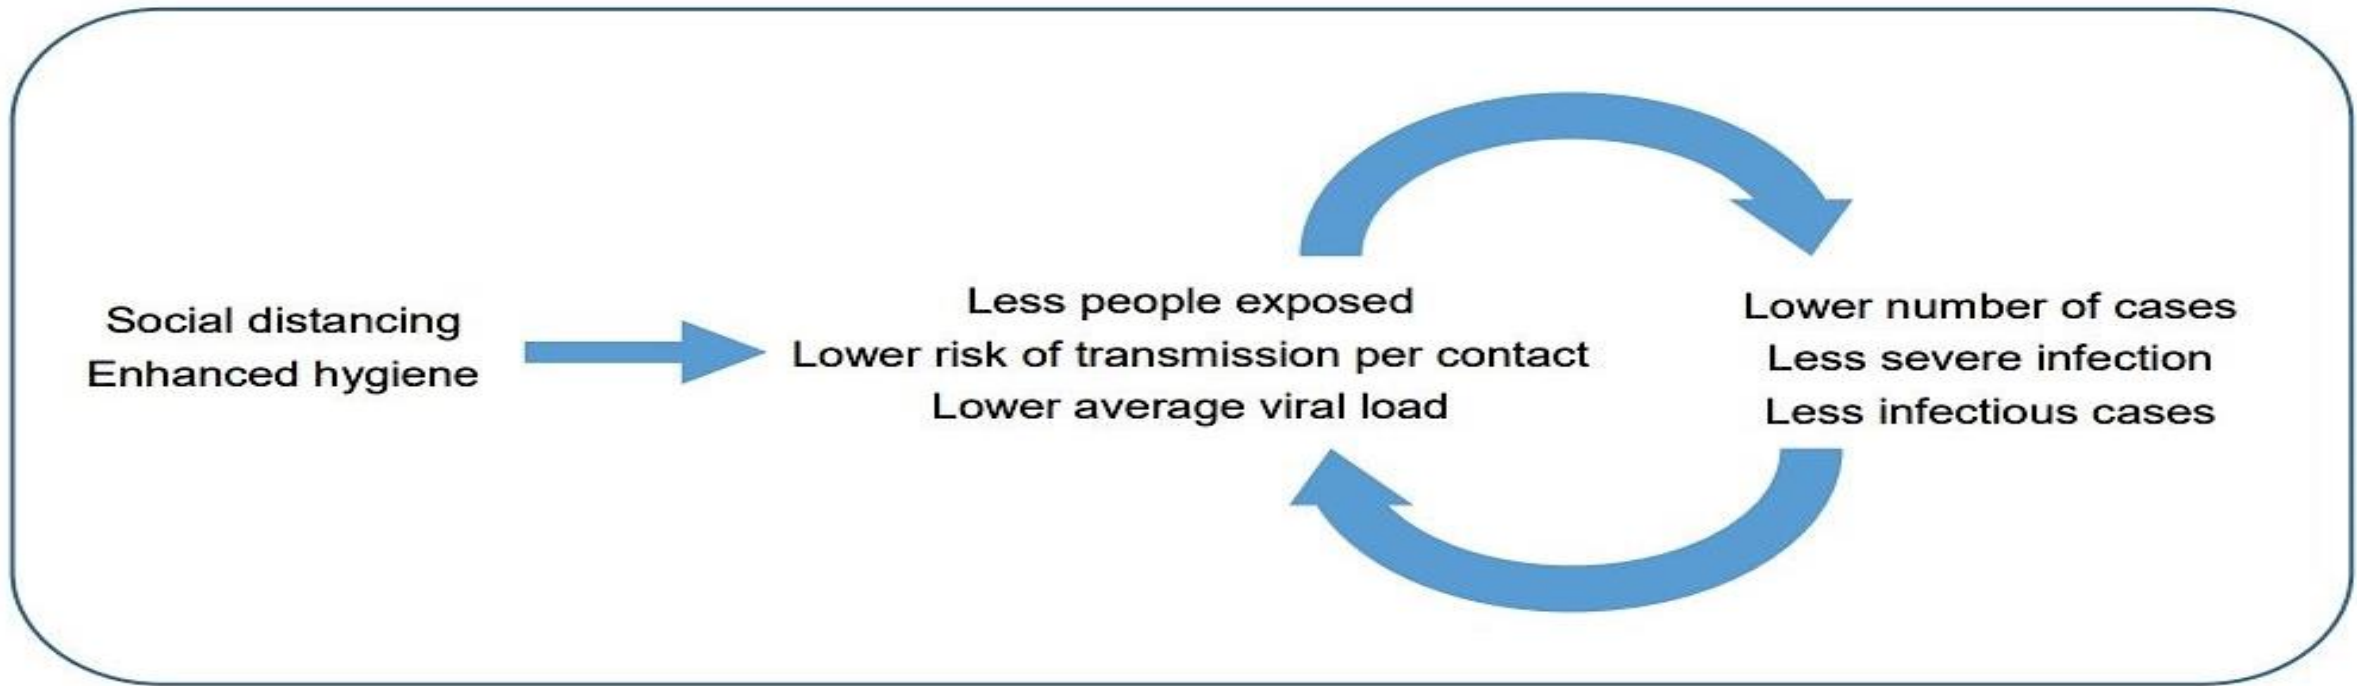 Social distancing
Enhanced hygiene
Less people exposed
Lower risk of transmission per contact
Lower average viral load
Lower number of cases
Less severe infection
Less infectious cases